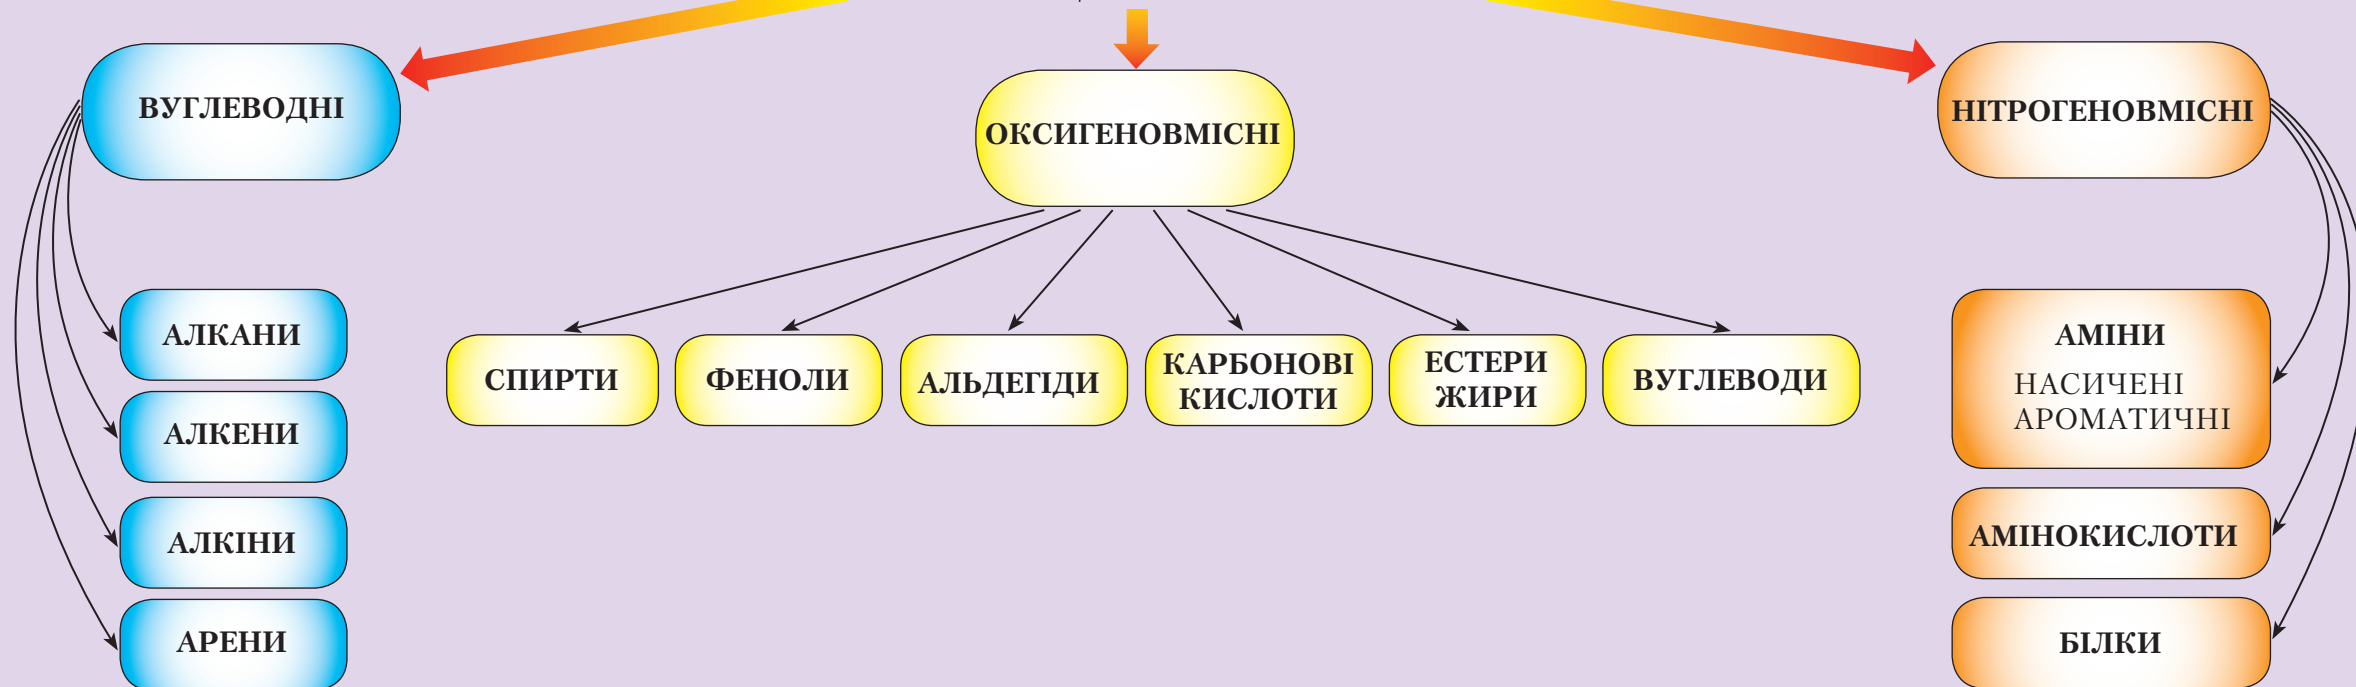 ВУГЛЕВОДНІ
ОКСИГЕНОВМІСНІ
НІТРОГЕНОВМІСНІ
АЛКАНИ
АЛКЕНИ
АЛКІНИ
АРЕНИ
СПИРТИ
ФЕНОЛИ
АЛЬДЕГІДИ
КАРБОНОВІ
КИСЛОТИ
ЕСТЕРИ
ЖИРИ
ВУГЛЕВОДИ
АМІНИ
НАСИЧЕНІ
АРОМАТИЧНІ
АМІНОКИСЛОТИ
БІЛКИ